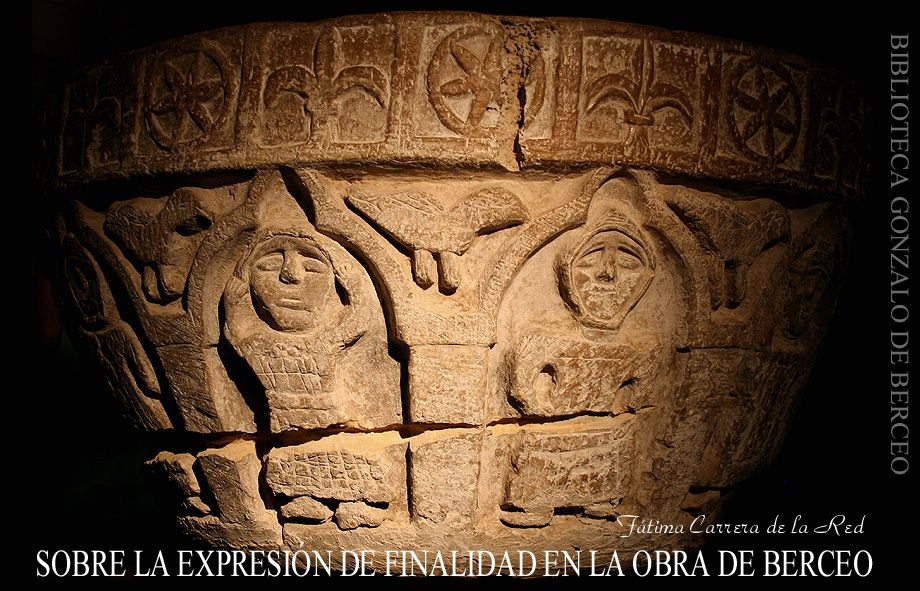 BIBLIOTECA GONZALO DE BERCEO
Fátima Carrera de la Red
SOBRE LA EXPRESIÓN DE FINALIDAD EN LA OBRA DE BERCEO